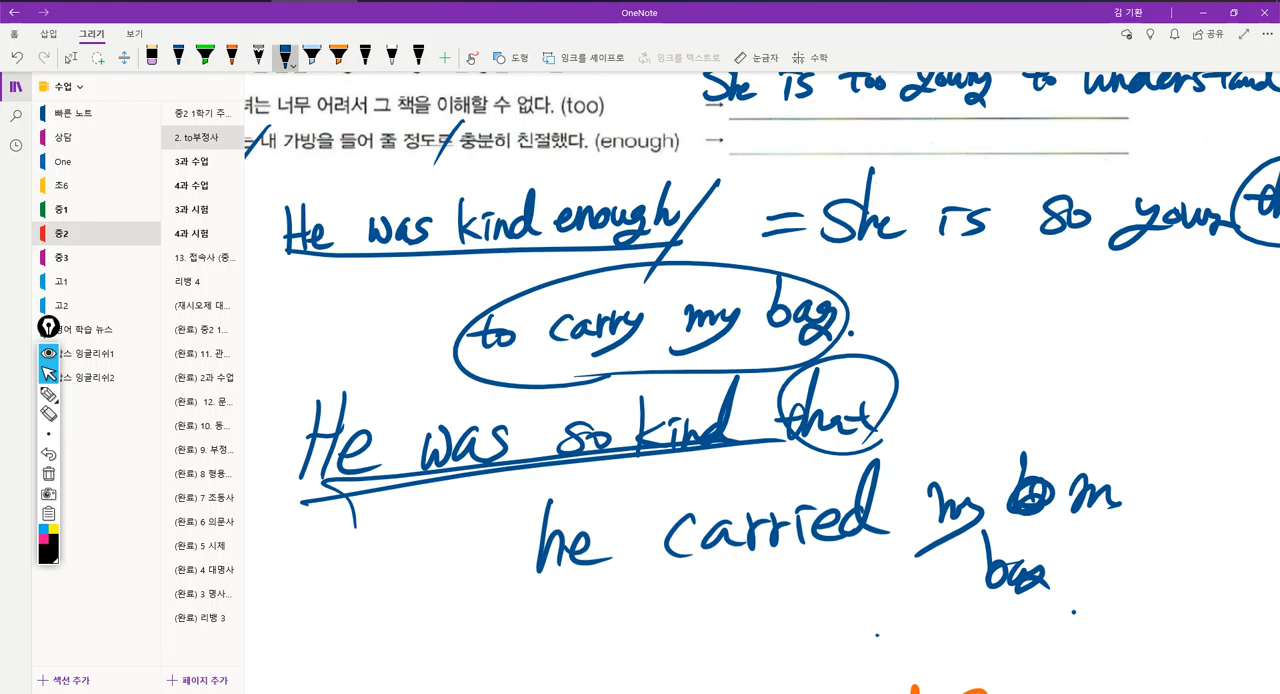 OneNote
김 기환
홈 삽입 그리기 보기
공유
도형 잉크를 셰이프로 잉크를 텍스트로 눈금자 수학
수업
빠른 노트
상담
One
초6
중1
중2
중3
고1
고2
영어 학습 뉴스
잉글리쉬1
잉글리쉬2
섹션 추가
중2 1학기 주...
2. to부정사
3과 수업
4과 수업
3과 시험
4과 시험
13. 접속사 (중...
리뱅 4
(재시오제 대...
(완료) 중2 1...
(완료) 11. 관...
(완료) 2과 수업
(완료) 12. 문...
(완료) 10. 동...
(완료) 9. 부정...
(완료) 8 형용...
(완료) 7 조동사
(완료) 6 의문사
(완료) 5 시제
(완료) 4 대명사
(완료) 3 명사...
(완료) 리뱅 3
페이지 추가
She is too young to understand
는 너무 어려서 그 책을 이해할 수 없다. (too) →
는 내 가방을 들어 줄 정도로 충분히 친절했다. (enough) →
He was kind enough = She is so young
to carry my bag.
He was so kind that
he carried my
bag